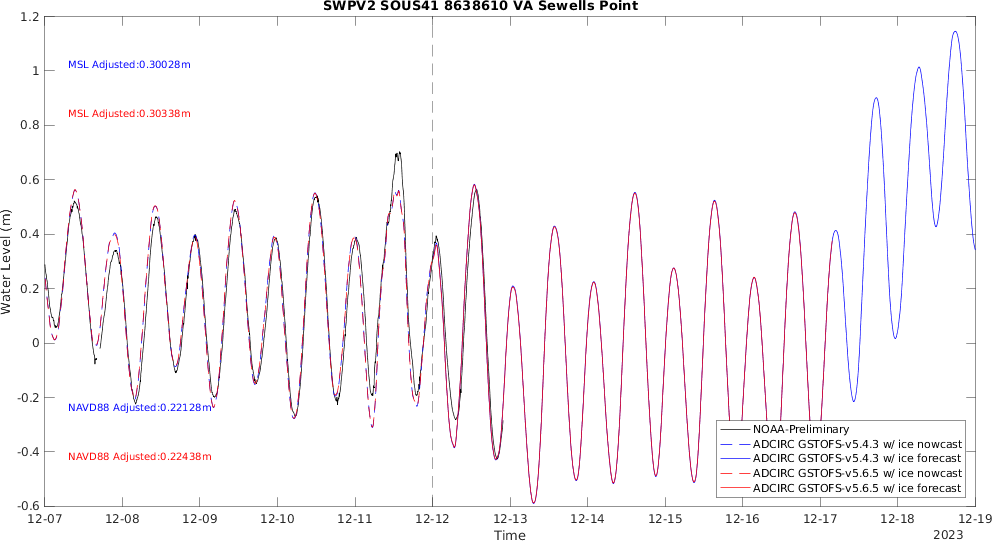 SWPV2 SOUS41 8638610 VA Sewells Point
1.2
1
0.8
0.6
0.4
0.2
0
-0.2
-0.4
-0.6
Water Level (m)
MSL Adjusted:0.30028m
MSL Adjusted:0.30338m
NAVD88 Adjusted:0.22128m
NAVD88 Adjusted:0.22438m
NOAA-Preliminary
ADCIRC GSTOFS-v5.4.3 w/ ice nowcast
ADCIRC GSTOFS-v5.4.3 w/ ice forecast
ADCIRC GSTOFS-v5.6.5 w/ ice nowcast
ADCIRC GSTOFS-v5.6.5 w/ ice forecast
12-07 12-08 12-09 12-10 12-11 12-12 12-13 12-14 12-15 12-16 12-17 12-18 12-19
Time
2023